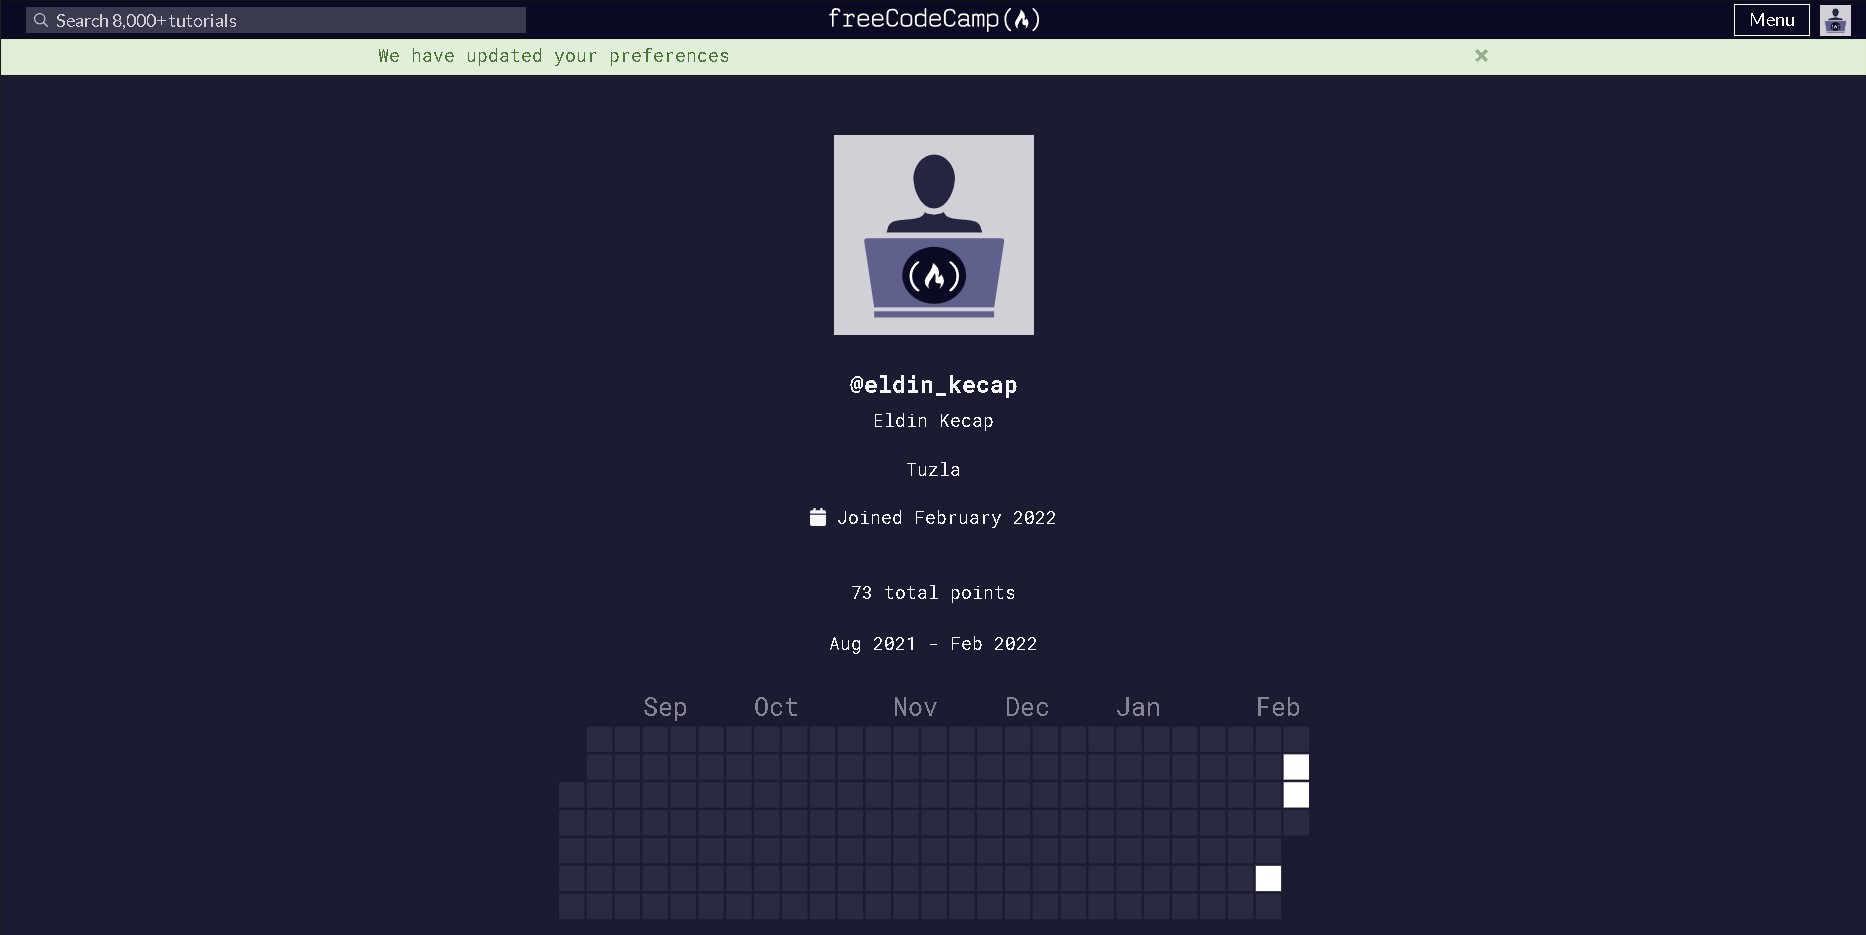 Search 8,000+ tutorials
freeCodeCamp
Menu
We have updated your preferences
@eldin_kecap
Eldin Kecap
Tuzla
Joined February 2022
73 total points
Aug 2021 - Feb 2022
Sep Oct Nov Dec Jan Feb